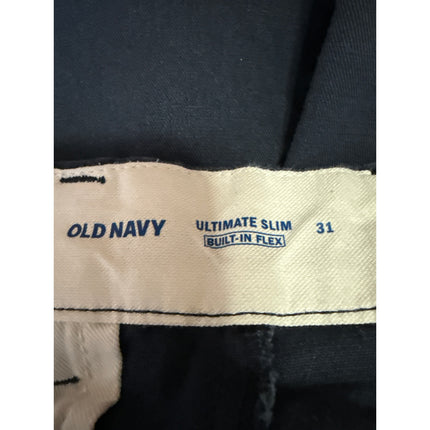 OLD NAVY
ULTIMATE SLIM
BUILT-IN FLEX
31